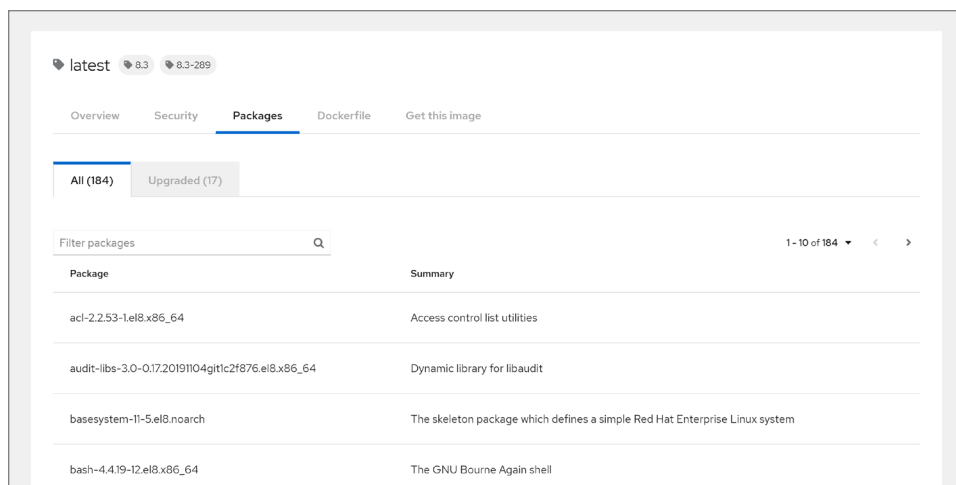 latest 8.3 8.3-289
Overview Security Packages Dockerfile Get this image
All (184) Upgraded (17)
Filter packages 1 - 10 of 184
Package Summary
acl-2.2.53-1.el8.x86_64 Access control list utilities
audit-libs-3.0-0.17.20191104git1c2f876.el8.x86_64 Dynamic library for libaudit
basesystem-11-5.el8.noarch The skeleton package which defines a simple Red Hat Enterprise Linux system
bash-4.4.19-12.el8.x86_64 The GNU Bourne Again shell